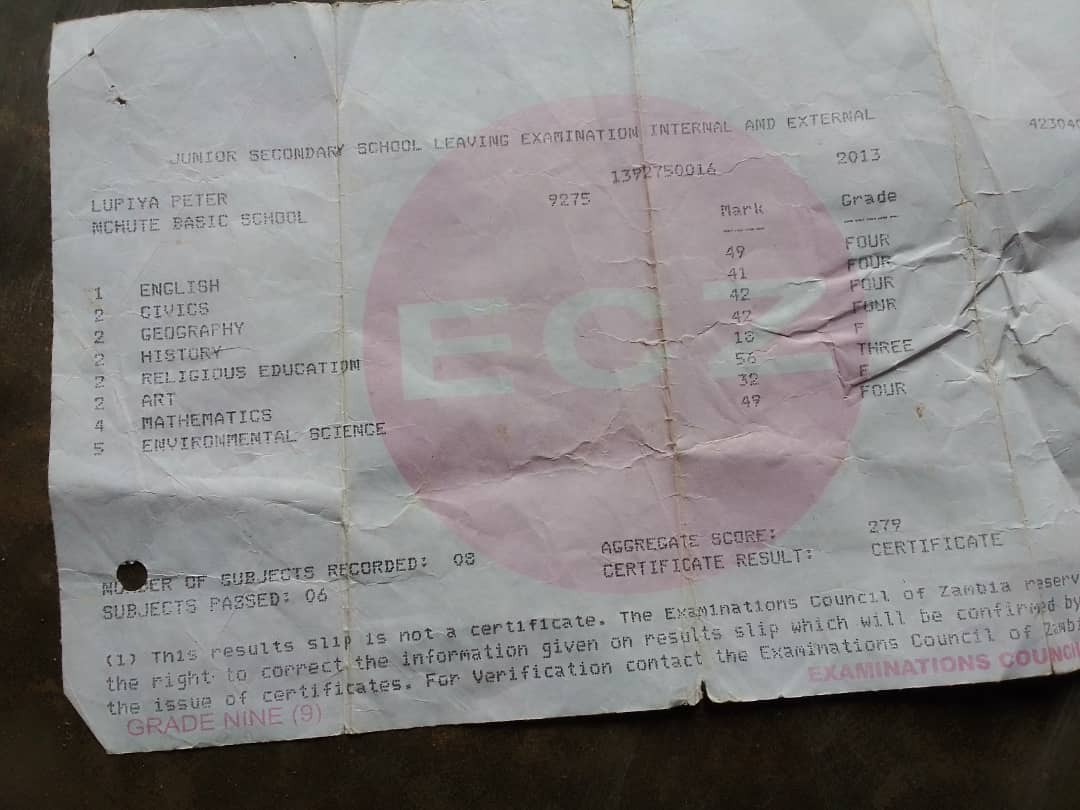 JUNIOR SECONDARY SCHOOL LEAVING EXAMINATION INTERNAL AND EXTERNAL
LUPIYA PETER 1392750016 2013
NCHUTE BASIC SCHOOL 9275
Mark Grade
1 ENGLISH 49 FOUR
2 CIVICS 41 FOUR
2 GEOGRAPHY 42 FOUR
2 HISTORY 42 FOUR
2 RELIGIOUS EDUCATION 18 F
2 ART 56 THREE
4 MATHEMATICS 32 F
5 ENVIRONMENTAL SCIENCE 49 FOUR
ECZ
NUMBER OF SUBJECTS RECORDED: 08 AGGREGATE SCORE: 279
SUBJECTS PASSED: 06 CERTIFICATE RESULT: CERTIFICATE
(1) This results slip is not a certificate. The Examinations Council of Zambia
the right to correct the information given on results slip which will be confirmed by
the issue of certificates. For Verification contact the Examinations Council of
GRADE NINE (9) EXAMINATIONS COUNCIL